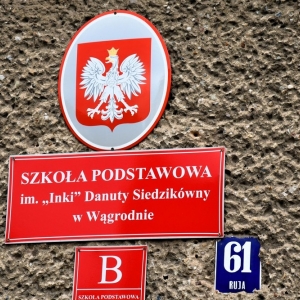 SZKOŁA PODSTAWOWA
im. „Inki” Danuty Siedzikówny
w Wągrodnie
B
SZKOŁA PODSTAWOWA
61
RUJA